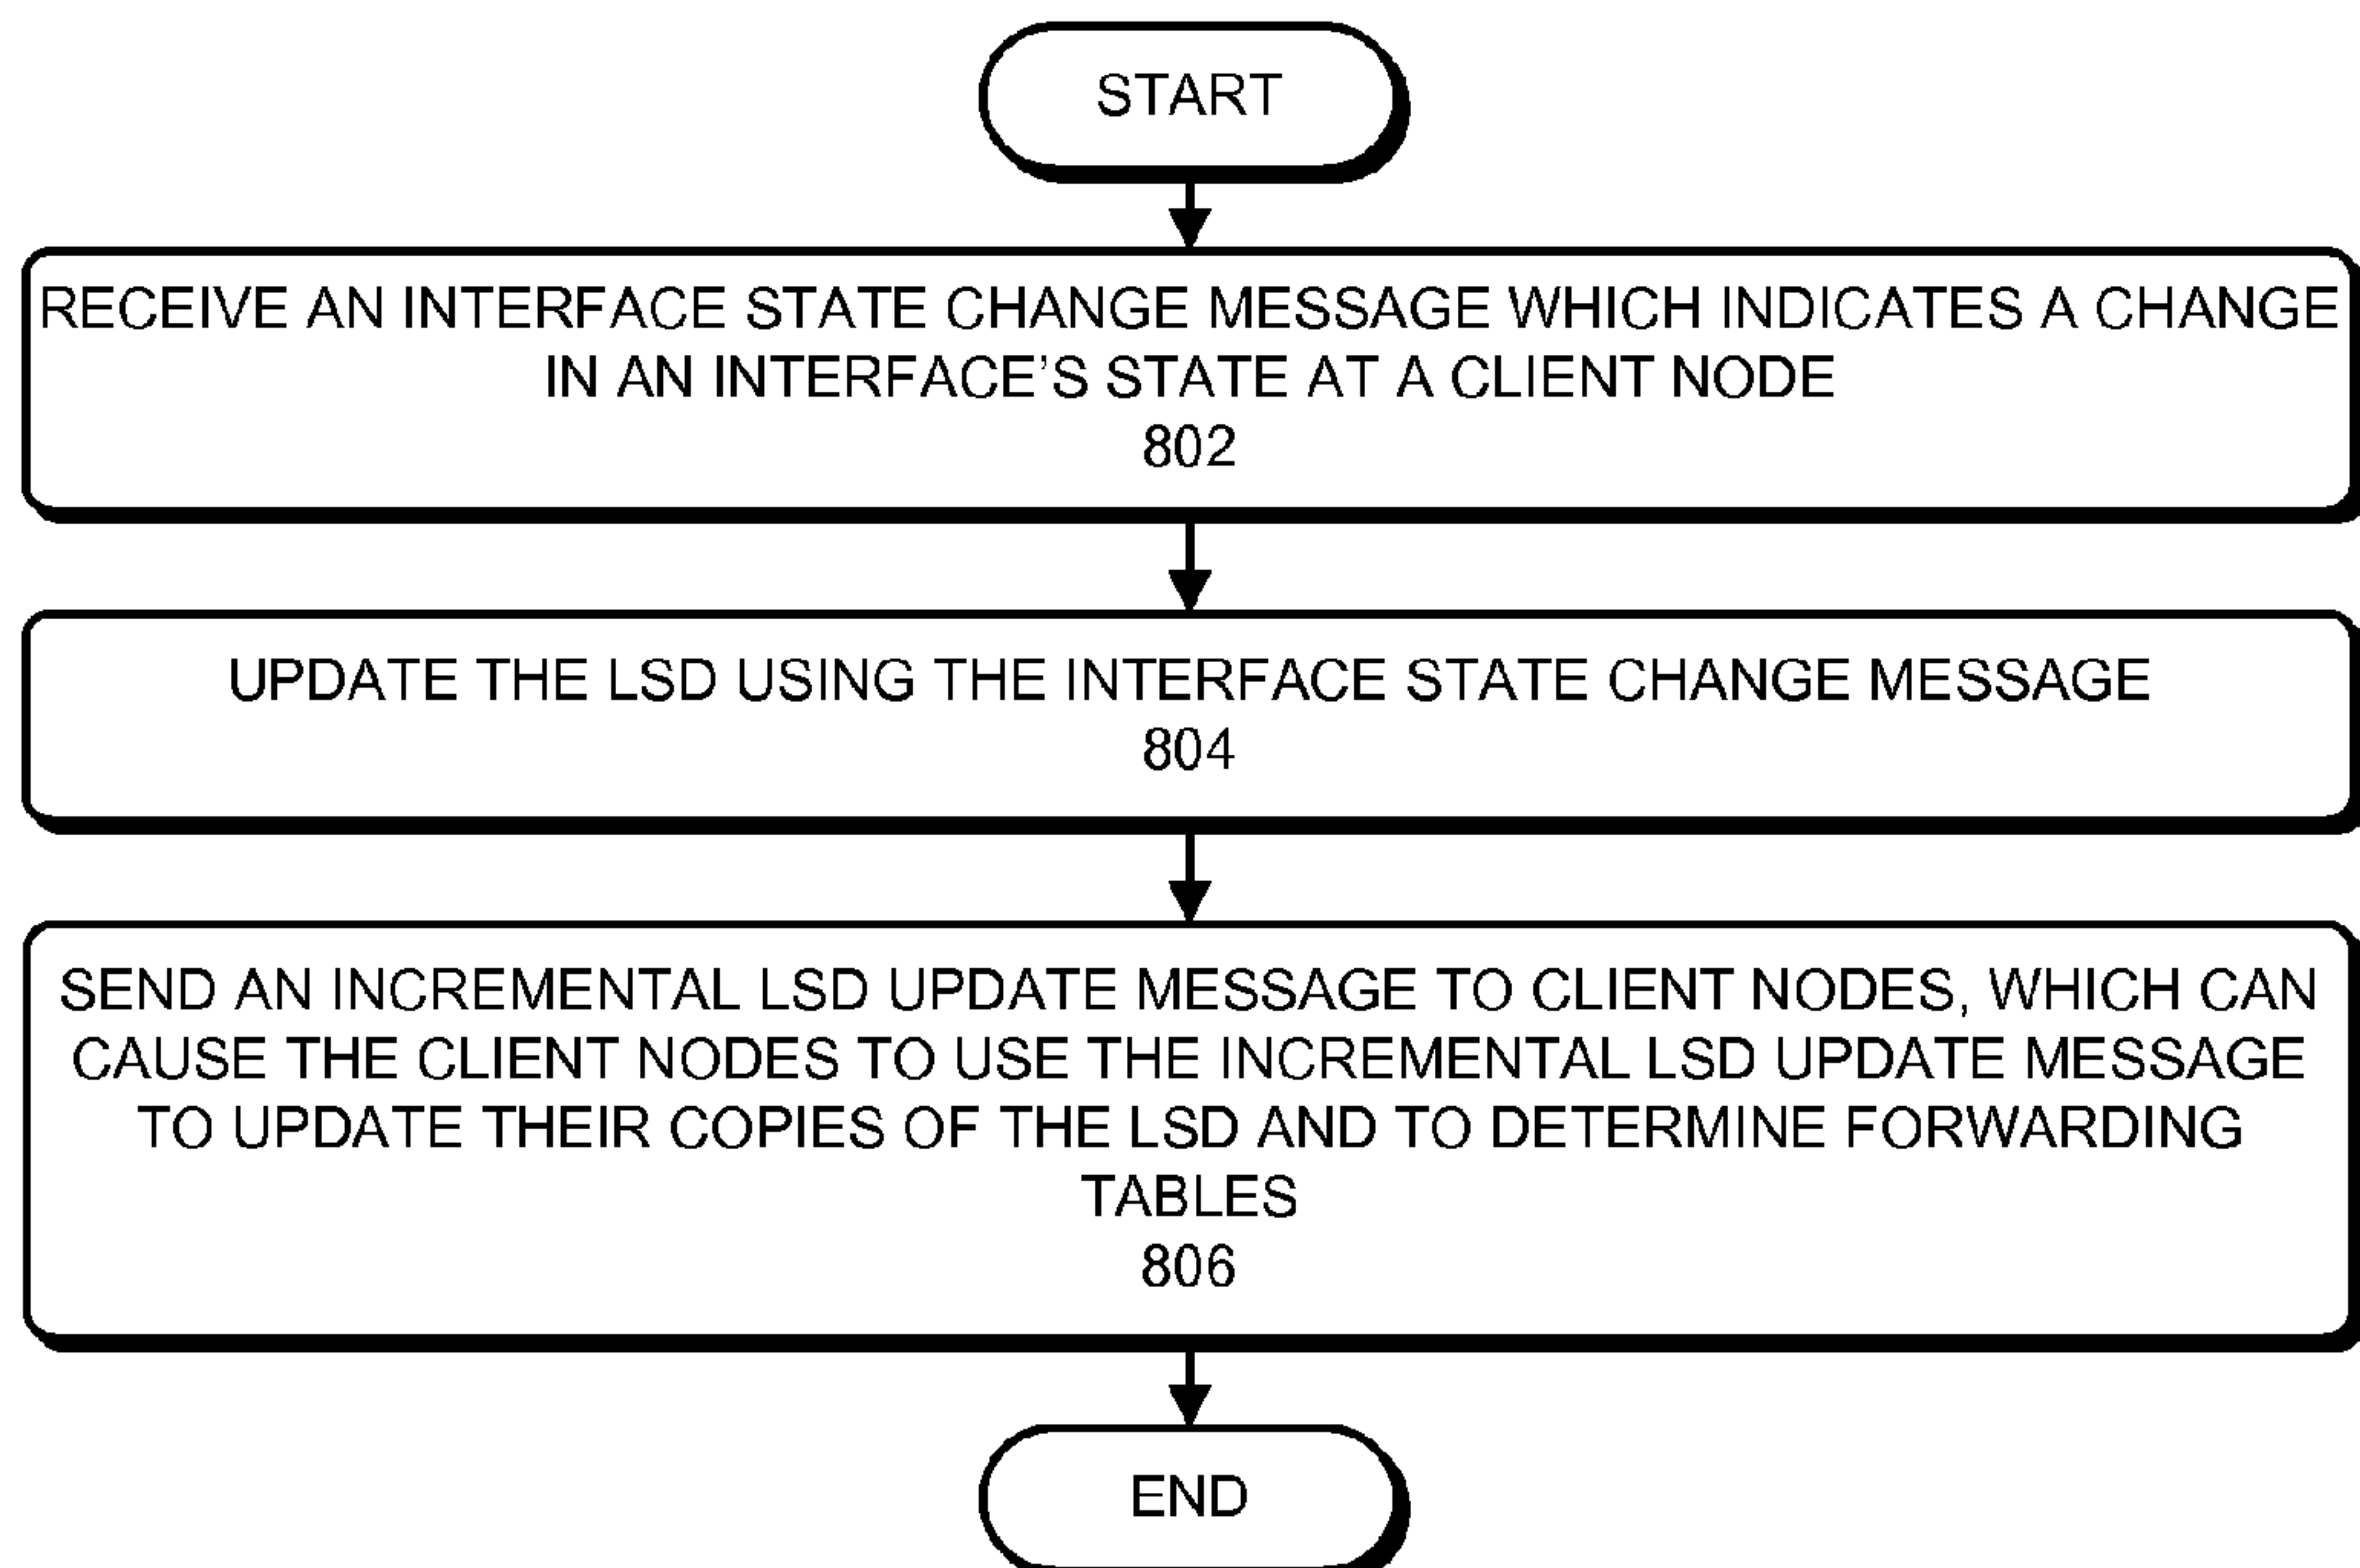 START
RECEIVE AN INTERFACE STATE CHANGE MESSAGE WHICH INDICATES A CHANGE
IN AN INTERFACE'S STATE AT A CLIENT NODE
802
UPDATE THE LSD USING THE INTERFACE STATE CHANGE MESSAGE
804
SEND AN INCREMENTAL LSD UPDATE MESSAGE TO CLIENT NODES, WHICH CAN
CAUSE THE CLIENT NODES TO USE THE INCREMENTAL LSD UPDATE MESSAGE
TO UPDATE THEIR COPIES OF THE LSD AND TO DETERMINE FORWARDING
TABLES
806
END